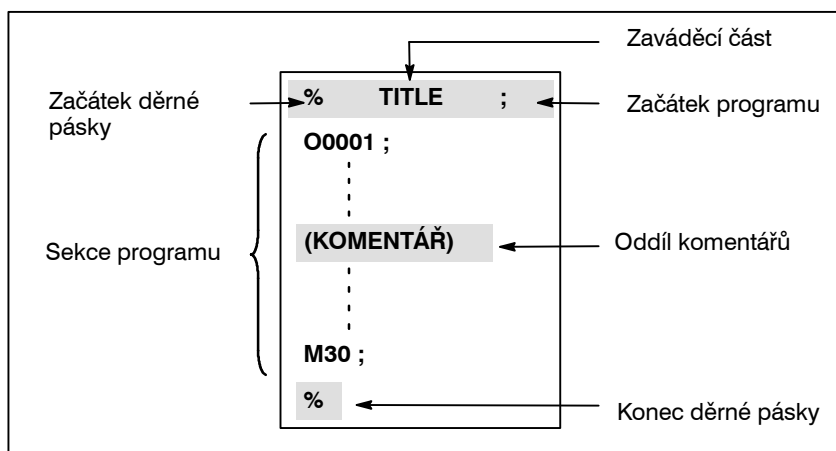 Zaváděcí část
Začátek děrné
pásky
% TITLE ;
Začátek programu
O0001 ;
Sekce programu
(KOMENTÁŘ)
Oddíl komentářů
M30 ;
%
Konec děrné pásky